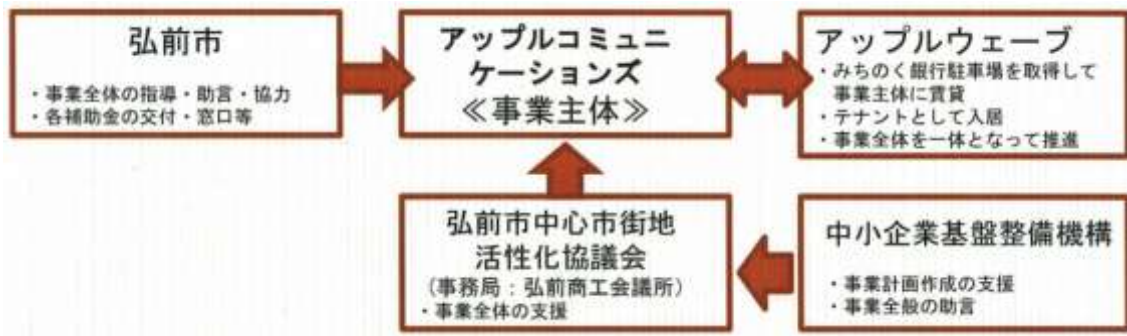 弘前市
・事業全体の指導・助言・協力
・各補助金の交付・窓口等
アップルコミュニ
ケーションズ
≪事業主体≫
アップルウェーブ
・みちのく銀行駐車場を取得して
事業主体に賃貸
・テナントとして入居
・事業全体を一体となって推進
弘前市中心市街地
活性化協議会
(事務局:弘前商工会議所)
・事業全体の支援
中小企業基盤整備機構
・事業計画作成の支援
・事業全般の助言